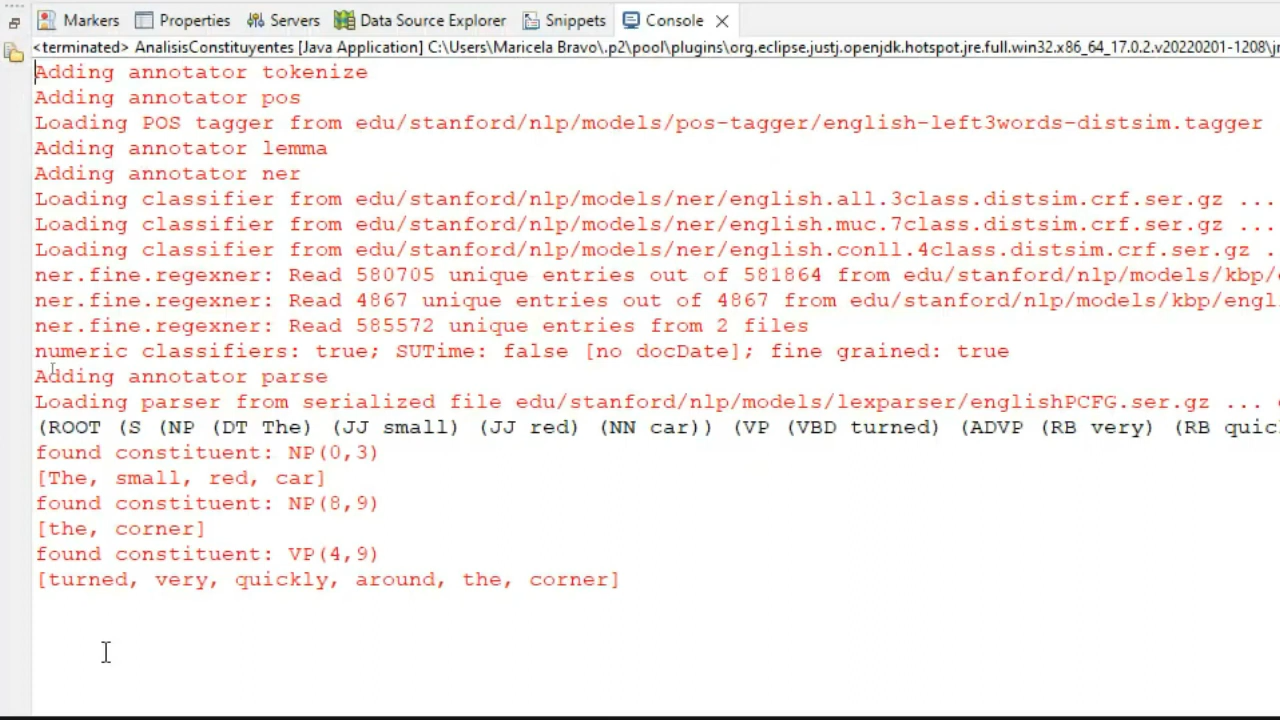 Markers Properties Servers Data Source Explorer Snippets Console
<terminated> AnalisisConstituyentes [Java Application] C:\Users\Maricela Bravo\.p2\pool\plugins\org.eclipse.justj.openjdk.hotspot.jre.full.win32.x86_64_17.0.2.v20220201-1208\jr
Adding annotator tokenize
Adding annotator pos
Loading POS tagger from edu/stanford/nlp/models/pos-tagger/english-left3words-distsim.tagger
Adding annotator lemma
Adding annotator ner
Loading classifier from edu/stanford/nlp/models/ner/english.all.3class.distsim.crf.ser.gz ...
Loading classifier from edu/stanford/nlp/models/ner/english.muc.7class.distsim.crf.ser.gz ...
Loading classifier from edu/stanford/nlp/models/ner/english.conll.4class.distsim.crf.ser.gz .
ner.fine.regexner: Read 580705 unique entries out of 581864 from edu/stanford/nlp/models/kbp/
ner.fine.regexner: Read 4867 unique entries out of 4867 from edu/stanford/nlp/models/kbp/engl
ner.fine.regexner: Read 585572 unique entries from 2 files
numeric classifiers: true; SUTime: false [no docDate]; fine grained: true
Adding annotator parse
Loading parser from serialized file edu/stanford/nlp/models/lexparser/englishPCFG.ser.gz ...
(ROOT (S (NP (DT The) (JJ small) (JJ red) (NN car)) (VP (VBD turned) (ADVP (RB very) (RB quic
found constituent: NP(0,3)
[The, small, red, car]
found constituent: NP(8,9)
[the, corner]
found constituent: VP(4,9)
[turned, very, quickly, around, the, corner]